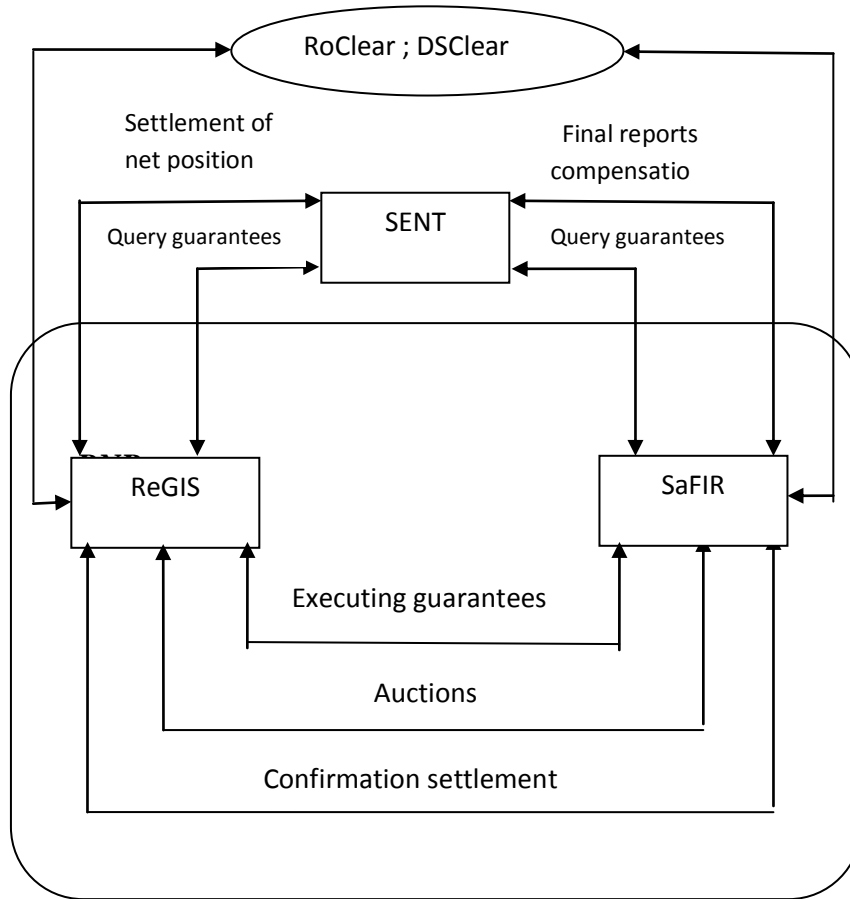 RoClear ; DSClear
Settlement of
net position
Final reports
compensatio
SENT
Query guarantees
Query guarantees
ReGIS
SaFIR
Executing guarantees
Auctions
Confirmation settlement